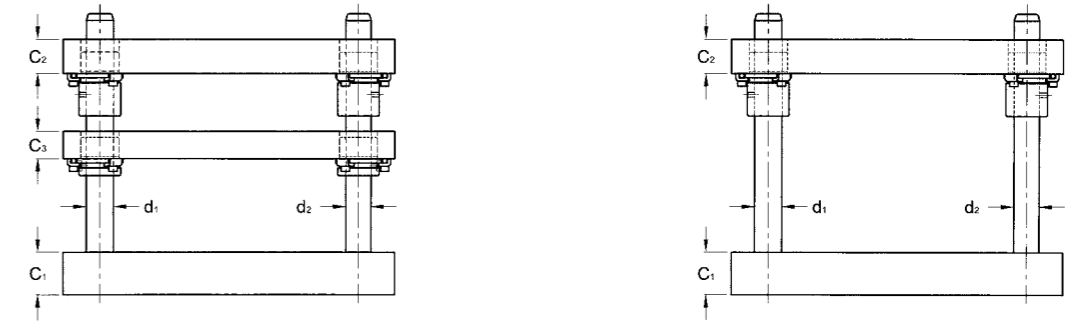 C₂ C₂
C₃
d₁ d₂ d₁ d₂
C₁ C₁